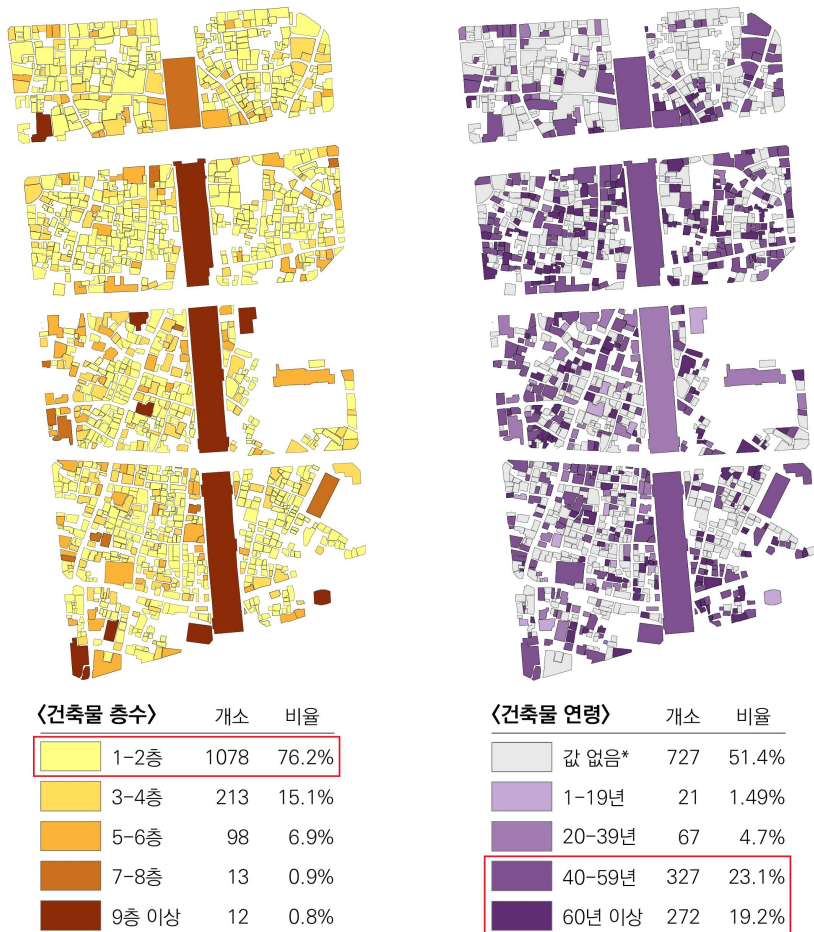 <건축물 층수> 개소 비율
1-2층 1078 76.2%
3-4층 213 15.1%
5-6층 98 6.9%
7-8층 13 0.9%
9층 이상 12 0.8%
<건축물 연령> 개소 비율
값 없음* 727 51.4%
1-19년 21 1.49%
20-39년 67 4.7%
40-59년 327 23.1%
60년 이상 272 19.2%